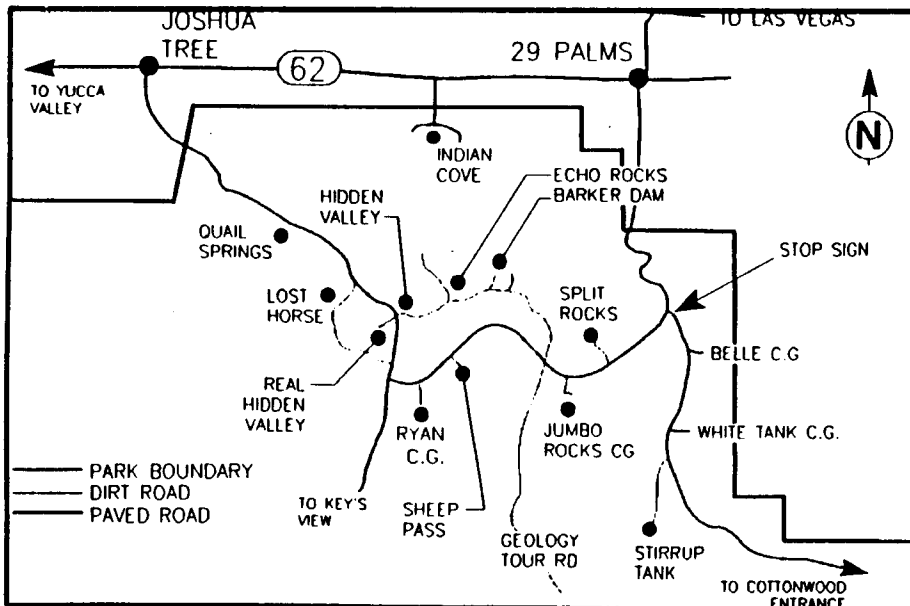 TO LAS VEGAS
JOSHUA
TREE
62
29 PALMS
TO YUCCA
VALLEY
N
INDIAN
COVE
ECHO ROCKS
BARKER DAM
HIDDEN
VALLEY
QUAIL
SPRINGS
STOP SIGN
LOST
HORSE
SPLIT
ROCKS
BELLE C.G
REAL
HIDDEN
VALLEY
RYAN
C.G.
JUMBO
ROCKS CG
WHITE TANK C.G.
PARK BOUNDARY
DIRT ROAD
PAVED ROAD
TO KEY'S
VIEW
SHEEP
PASS
GEOLOGY
TOUR RD
STIRRUP
TANK
TO COTTONWOOD
ENTRANCE